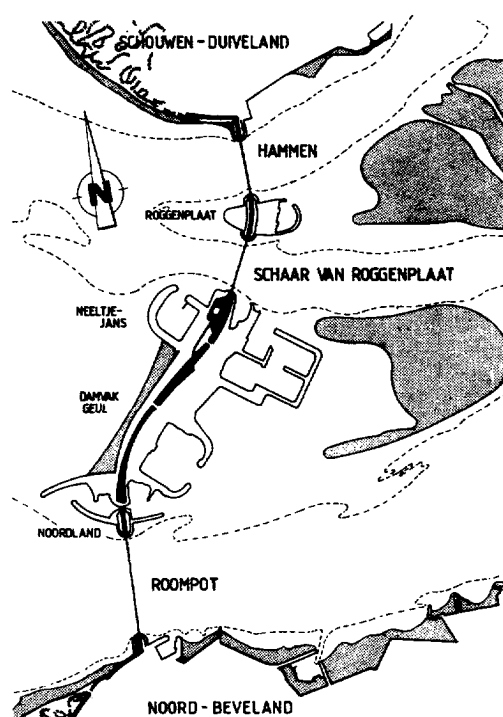 SCHOUWEN - DUIVELAND
HAMMEN
N
ROGGENPLAAT
SCHAAR VAN ROGGENPLAAT
NEELTJE-
JANS
DAMVAK
GEUL
NOORDLAND
ROOMPOT
NOORD - BEVELAND